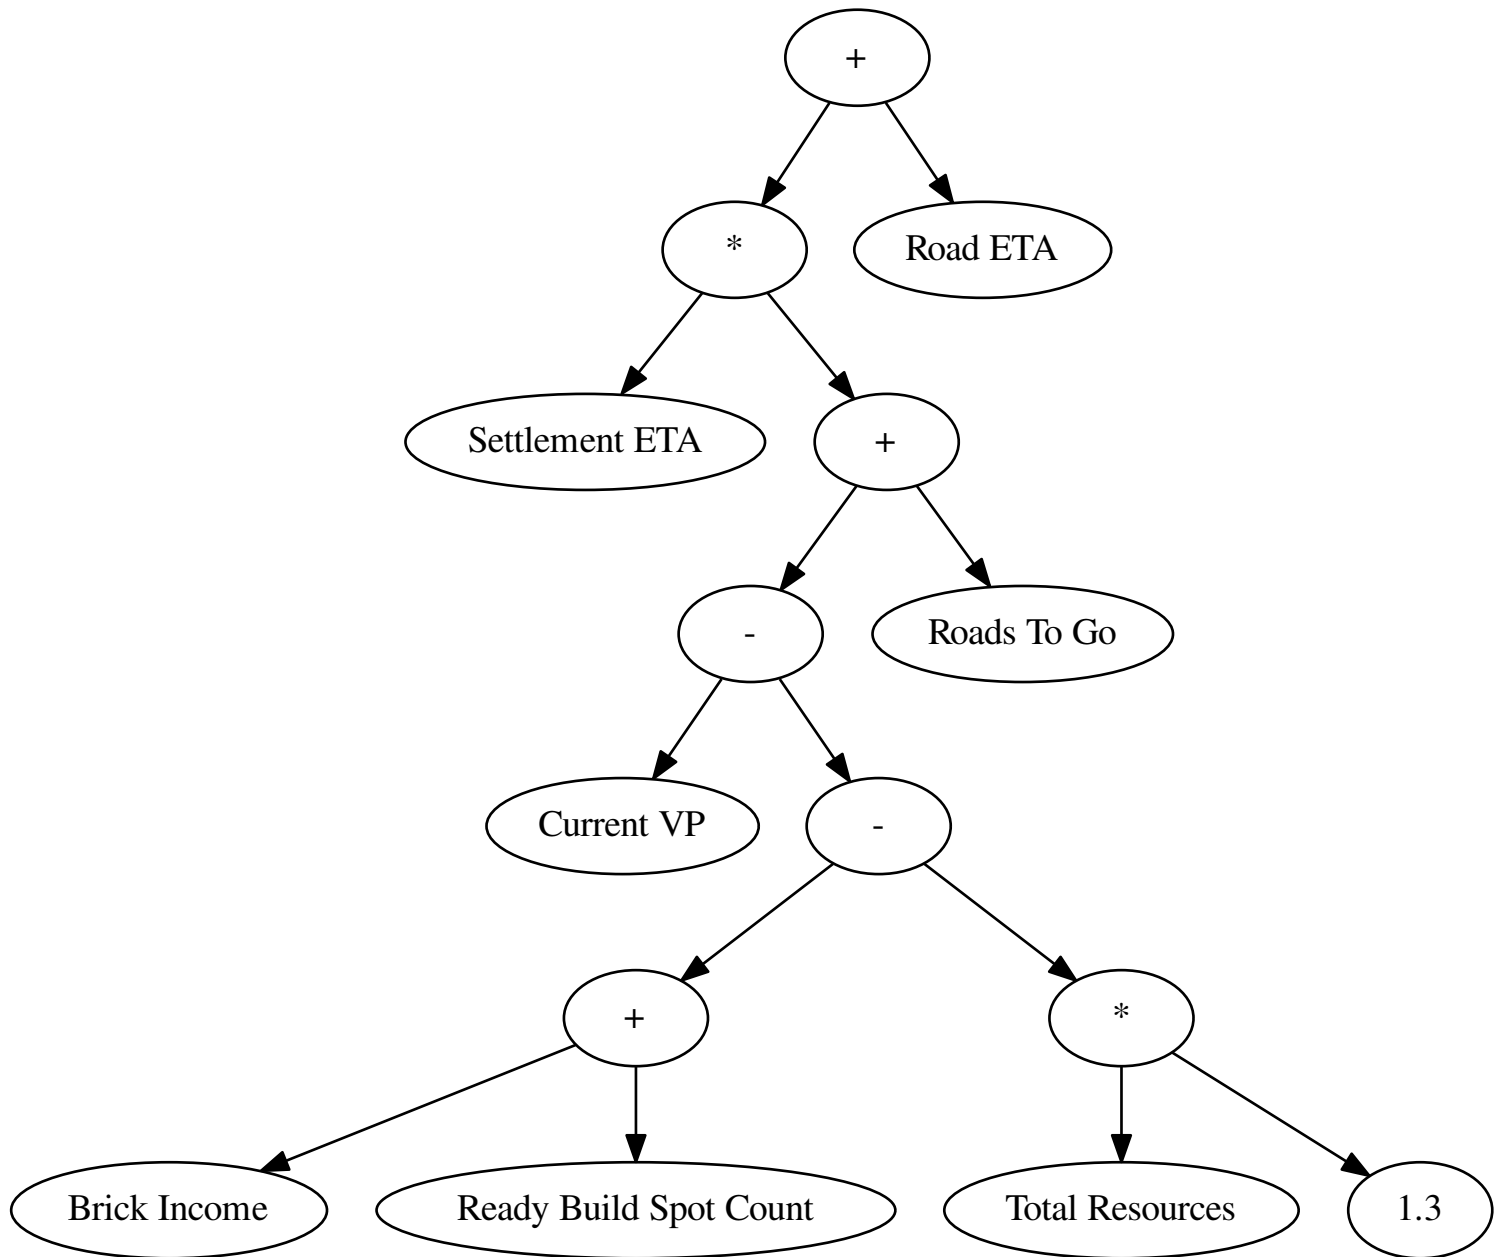 +
*
Road ETA
Settlement ETA
+
-
Roads To Go
Current VP
-
+
*
Brick Income
Ready Build Spot Count
Total Resources
1.3